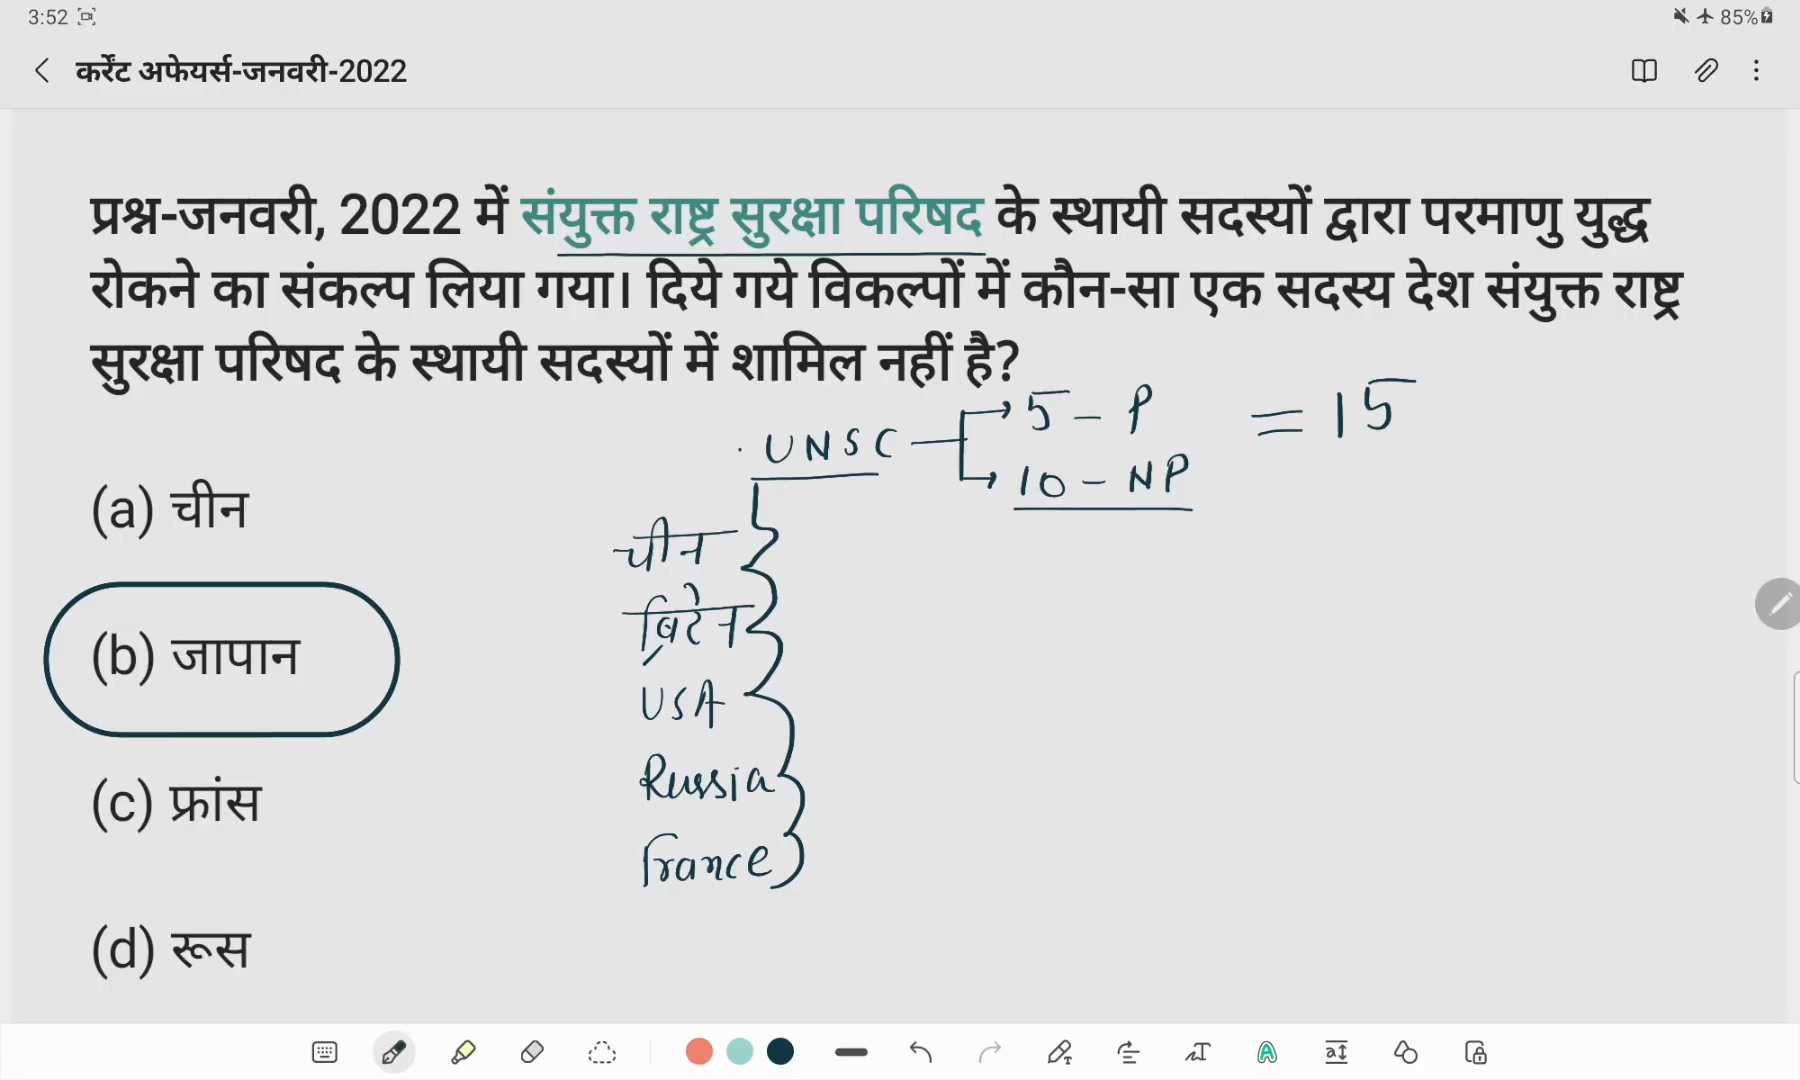 3:52
85%
करेंट अफेयर्स-जनवरी-2022
प्रश्न-जनवरी, 2022 में संयुक्त राष्ट्र सुरक्षा परिषद के स्थायी सदस्यों द्वारा परमाणु युद्ध
रोकने का संकल्प लिया गया। दिये गये विकल्पों में कौन-सा एक सदस्य देश संयुक्त राष्ट्र
सुरक्षा परिषद के स्थायी सदस्यों में शामिल नहीं है?
UNSC
5 - P
= 15
10 - NP
(a) चीन
(b) जापान
(c) फ्रांस
(d) रूस
चीन
ब्रिटेन
USA
Russia
France